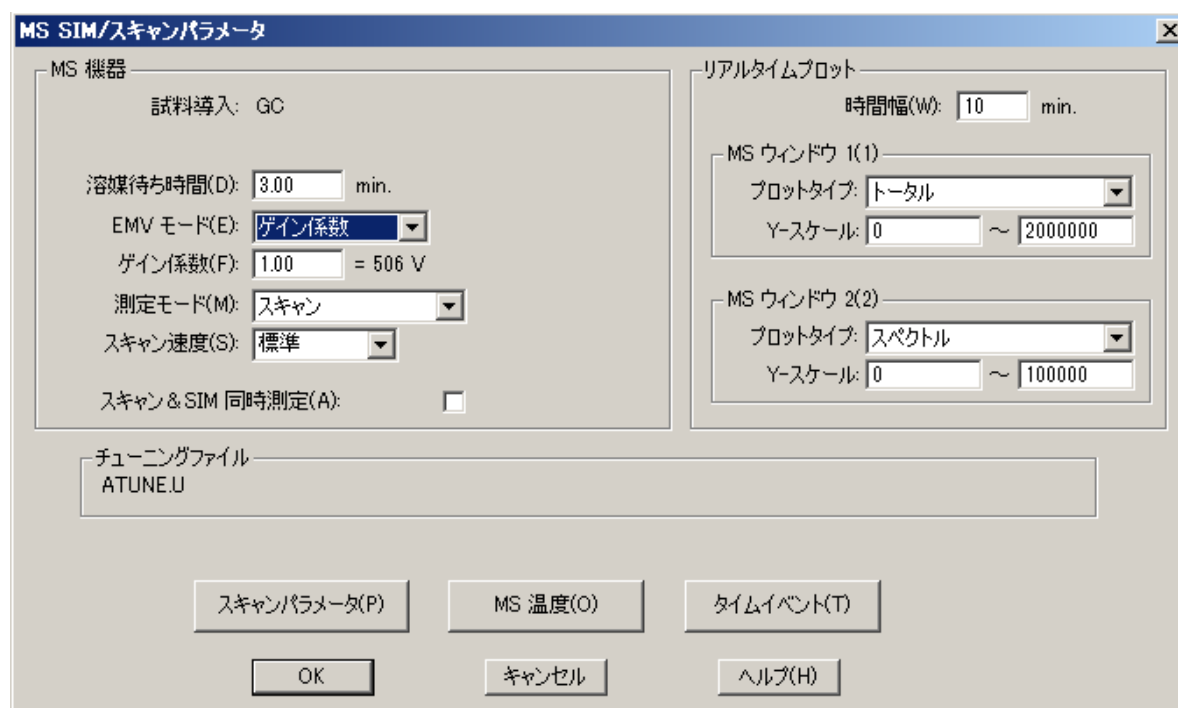 MS SIM/スキャンパラメータ
MS 機器
試料導入: GC
溶媒待ち時間(D): 3.00 min.
EMV モード(E): ゲイン係数
ゲイン係数(F): 1.00 = 506 V
測定モード(M): スキャン
スキャン速度(S): 標準
スキャン&SIM 同時測定(A):
リアルタイムプロット
時間幅(W): 10 min.
MS ウィンドウ 1(1)
プロットタイプ: トータル
Y-スケール: 0 ～ 2000000
MS ウィンドウ 2(2)
プロットタイプ: スペクトル
Y-スケール: 0 ～ 100000
チューニングファイル
ATUNE.U
スキャンパラメータ(P) MS 温度(O) タイムイベント(T)
OK キャンセル ヘルプ(H)